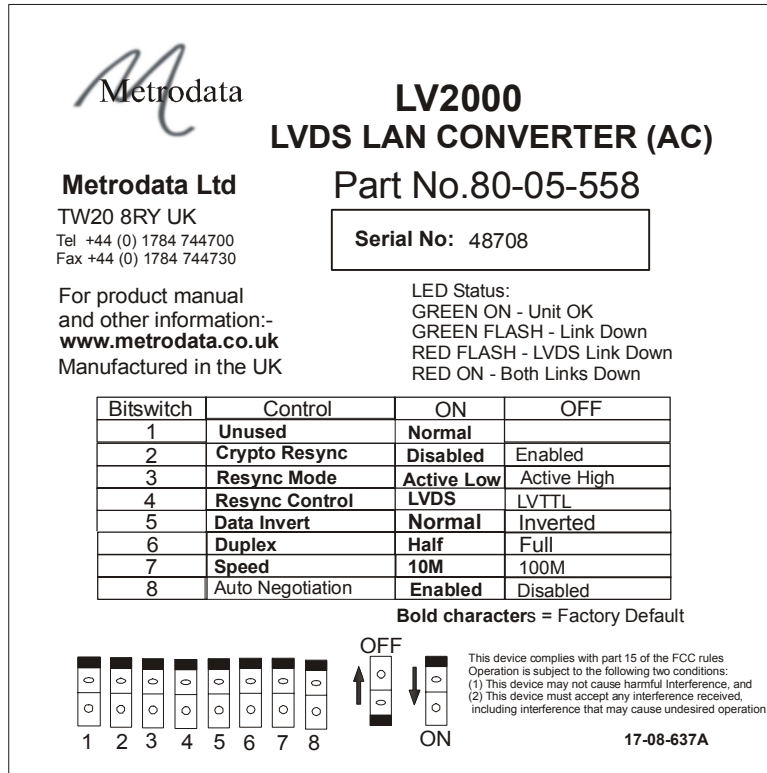 Metrodata
LV2000
LVDS LAN CONVERTER (AC)
Metrodata Ltd
TW20 8RY UK
Tel +44 (0) 1784 744700
Fax +44 (0) 1784 744730
Part No.80-05-558
Serial No: 48708
For product manual
and other information:-
www.metrodata.co.uk
Manufactured in the UK
LED Status:
GREEN ON - Unit OK
GREEN FLASH - Link Down
RED FLASH - LVDS Link Down
RED ON - Both Links Down
Bitswitch Control ON OFF
1 Unused Normal
2 Crypto Resync Disabled Enabled
3 Resync Mode Active Low Active High
4 Resync Control LVDS LVTTL
5 Data Invert Normal Inverted
6 Duplex Half Full
7 Speed 10M 100M
8 Auto Negotiation Enabled Disabled
Bold characters = Factory Default
1 2 3 4 5 6 7 8
OFF
ON
This device complies with part 15 of the FCC rules
Operation is subject to the following two conditions:
(1) This device may not cause harmful Interference, and
(2) This device must accept any interference received,
including interference that may cause undesired operation
17-08-637A